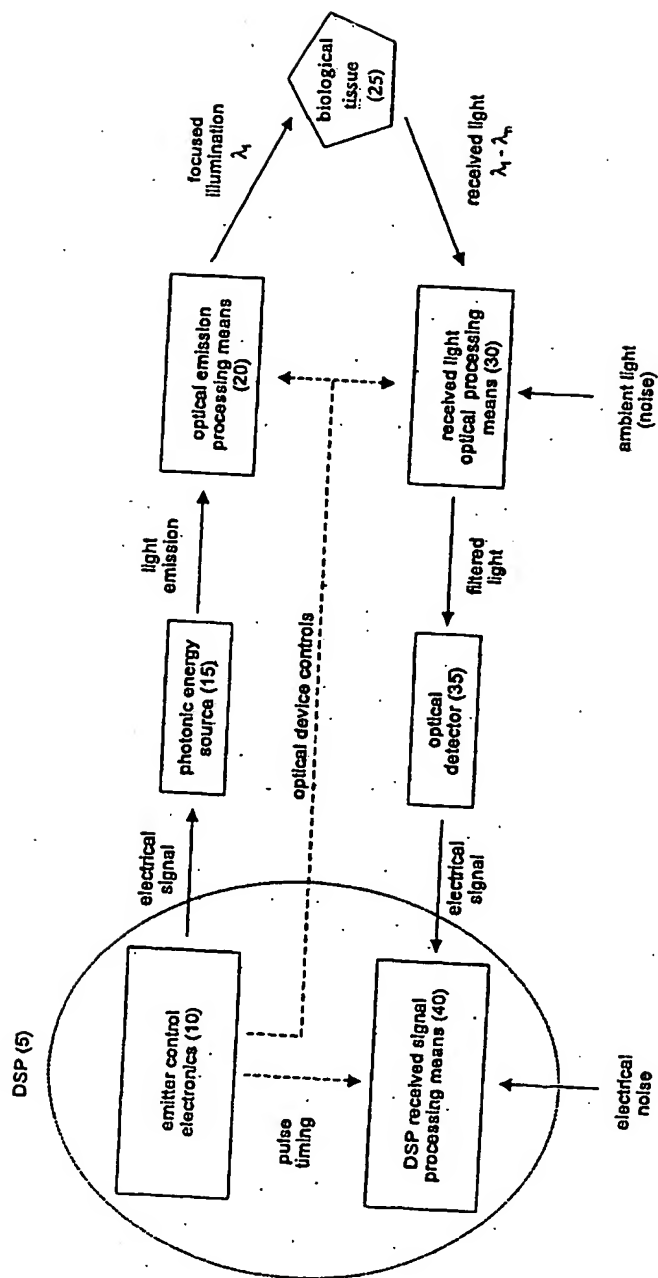 DSP (5)
emitter control
electronics (10)
electrical
signal
photonic energy
source (15)
light
emission
optical emission
processing means
(20)
focused
illumination
λ₁
biological
tissue
(25)
pulse
timing
optical device controls
received light
λ₁ - λₙ
DSP received signal
processing means (40)
electrical
signal
optical
detector (35)
filtered
light
received light
optical processing
means (30)
electrical
noise
ambient light
(noise)